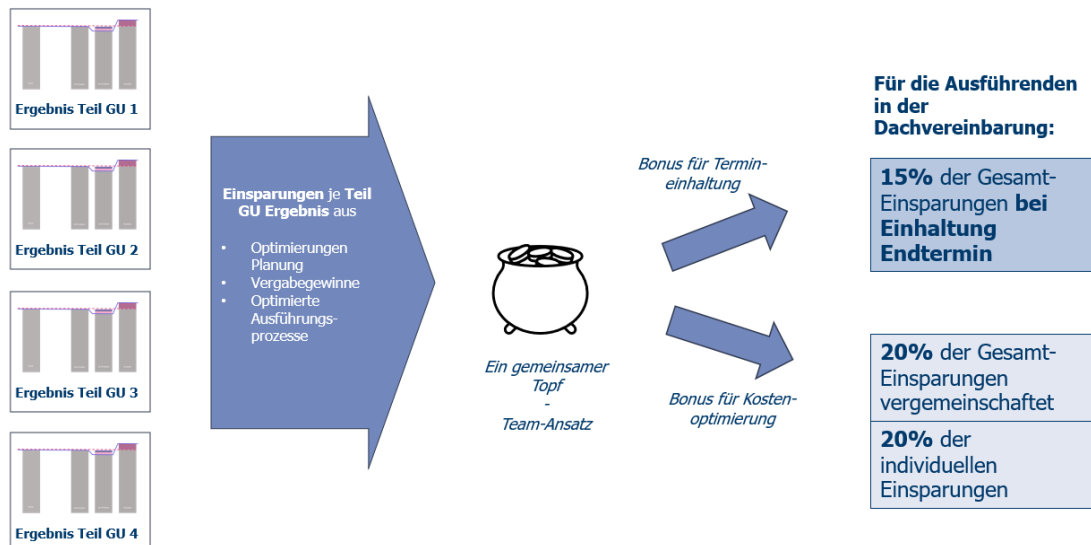 Ergebnis Teil GU 1
Ergebnis Teil GU 2
Ergebnis Teil GU 3
Ergebnis Teil GU 4
Einsparungen je Teil
GU Ergebnis aus
• Optimierungen
Planung
• Vergabegewinne
• Optimierte
Ausführungs-
prozesse
Ein gemeinsamer
Topf
-
Team-Ansatz
Bonus für Termin-
einhaltung
Bonus für Kosten-
optimierung
Für die Ausführenden
in der
Dachvereinbarung:
15% der Gesamt-
Einsparungen bei
Einhaltung
Endtermin
20% der Gesamt-
Einsparungen
vergemeinschaftet
20% der
individuellen
Einsparungen